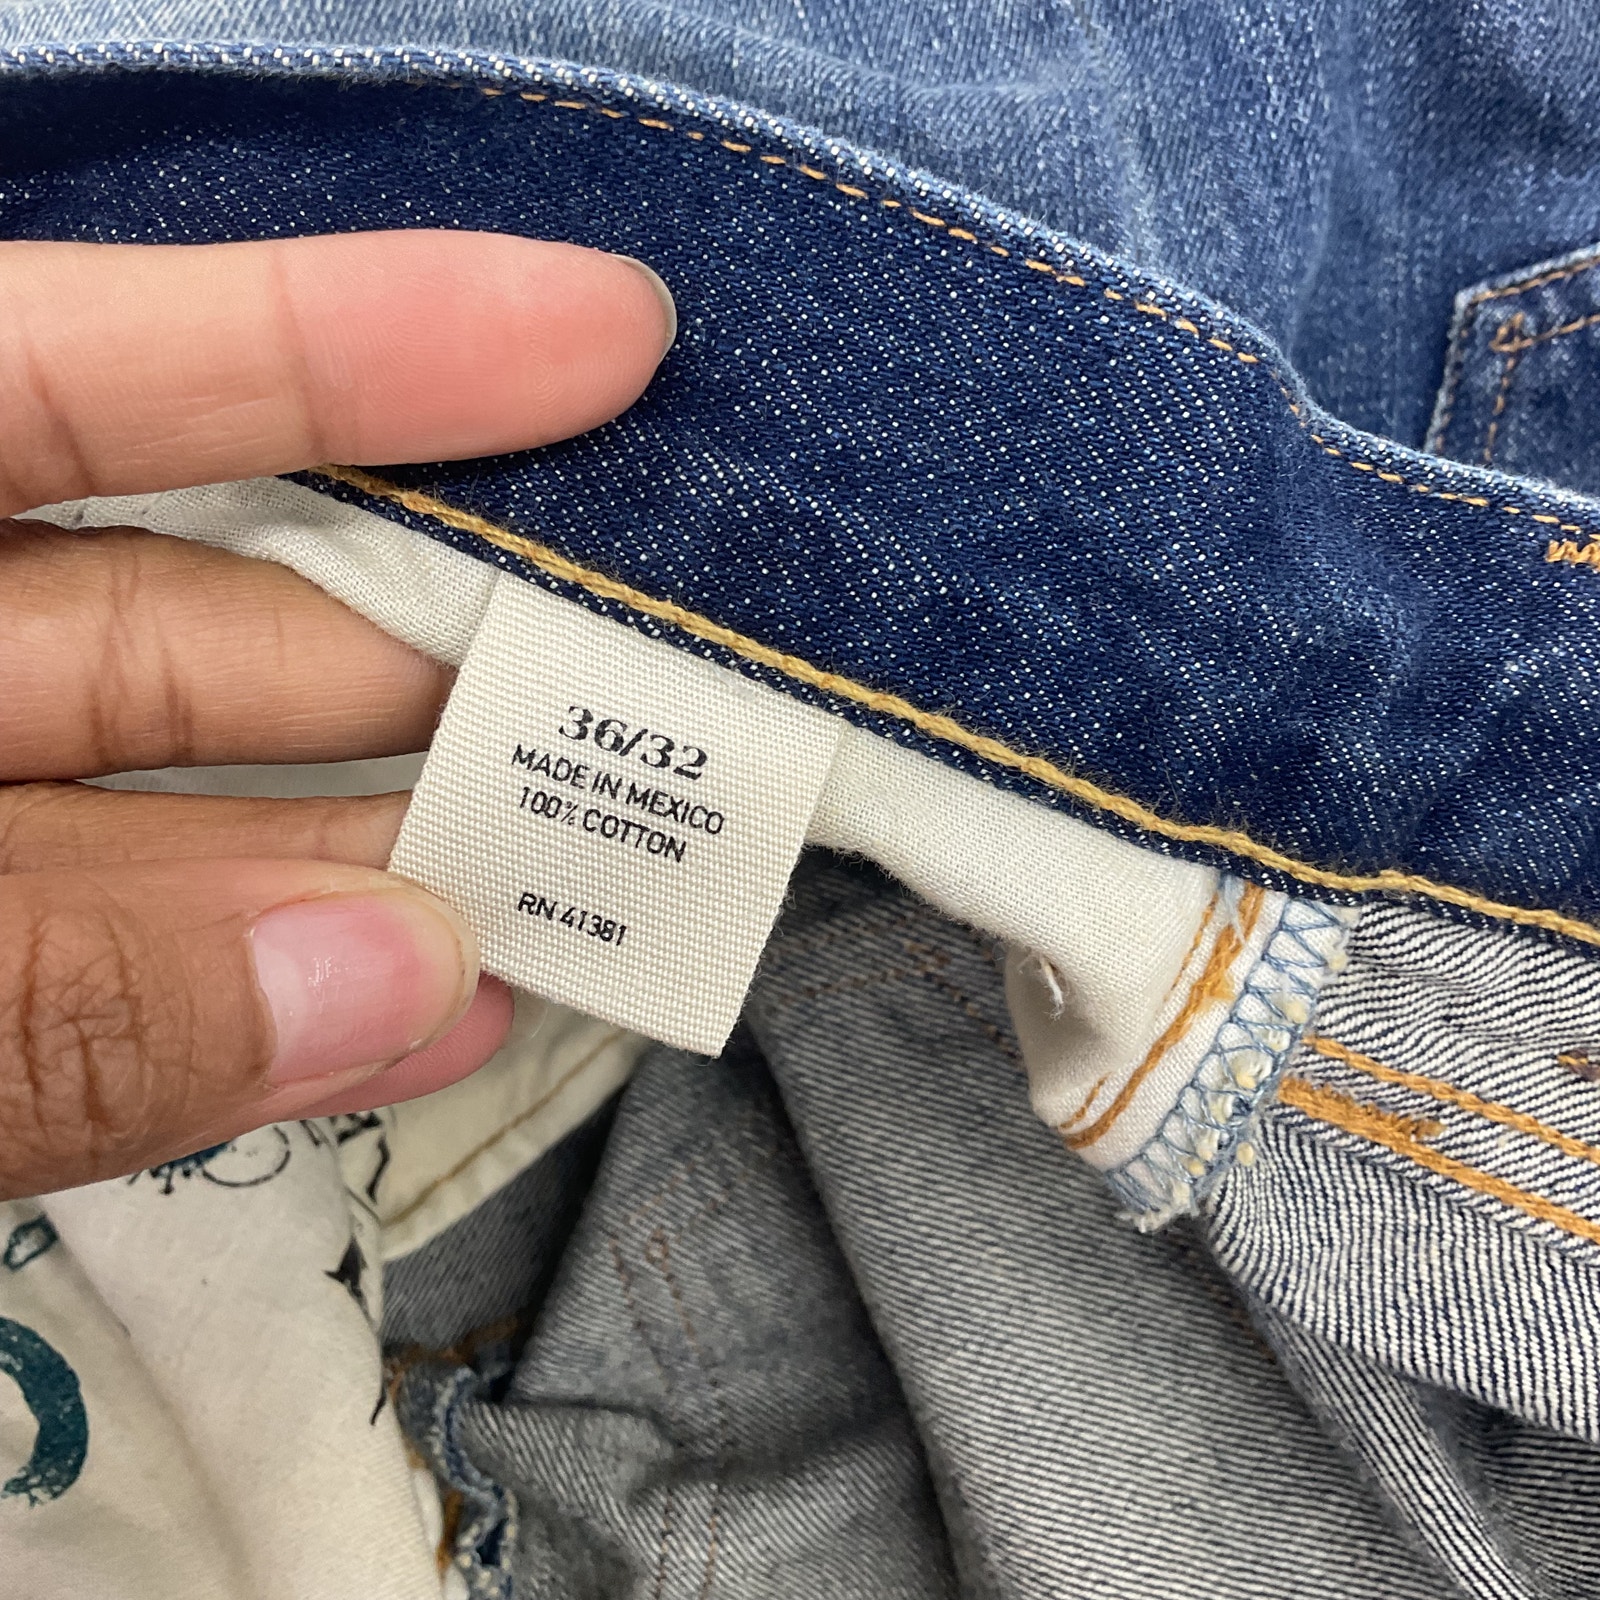 36/32
MADE IN MEXICO
100% COTTON
RN 41381